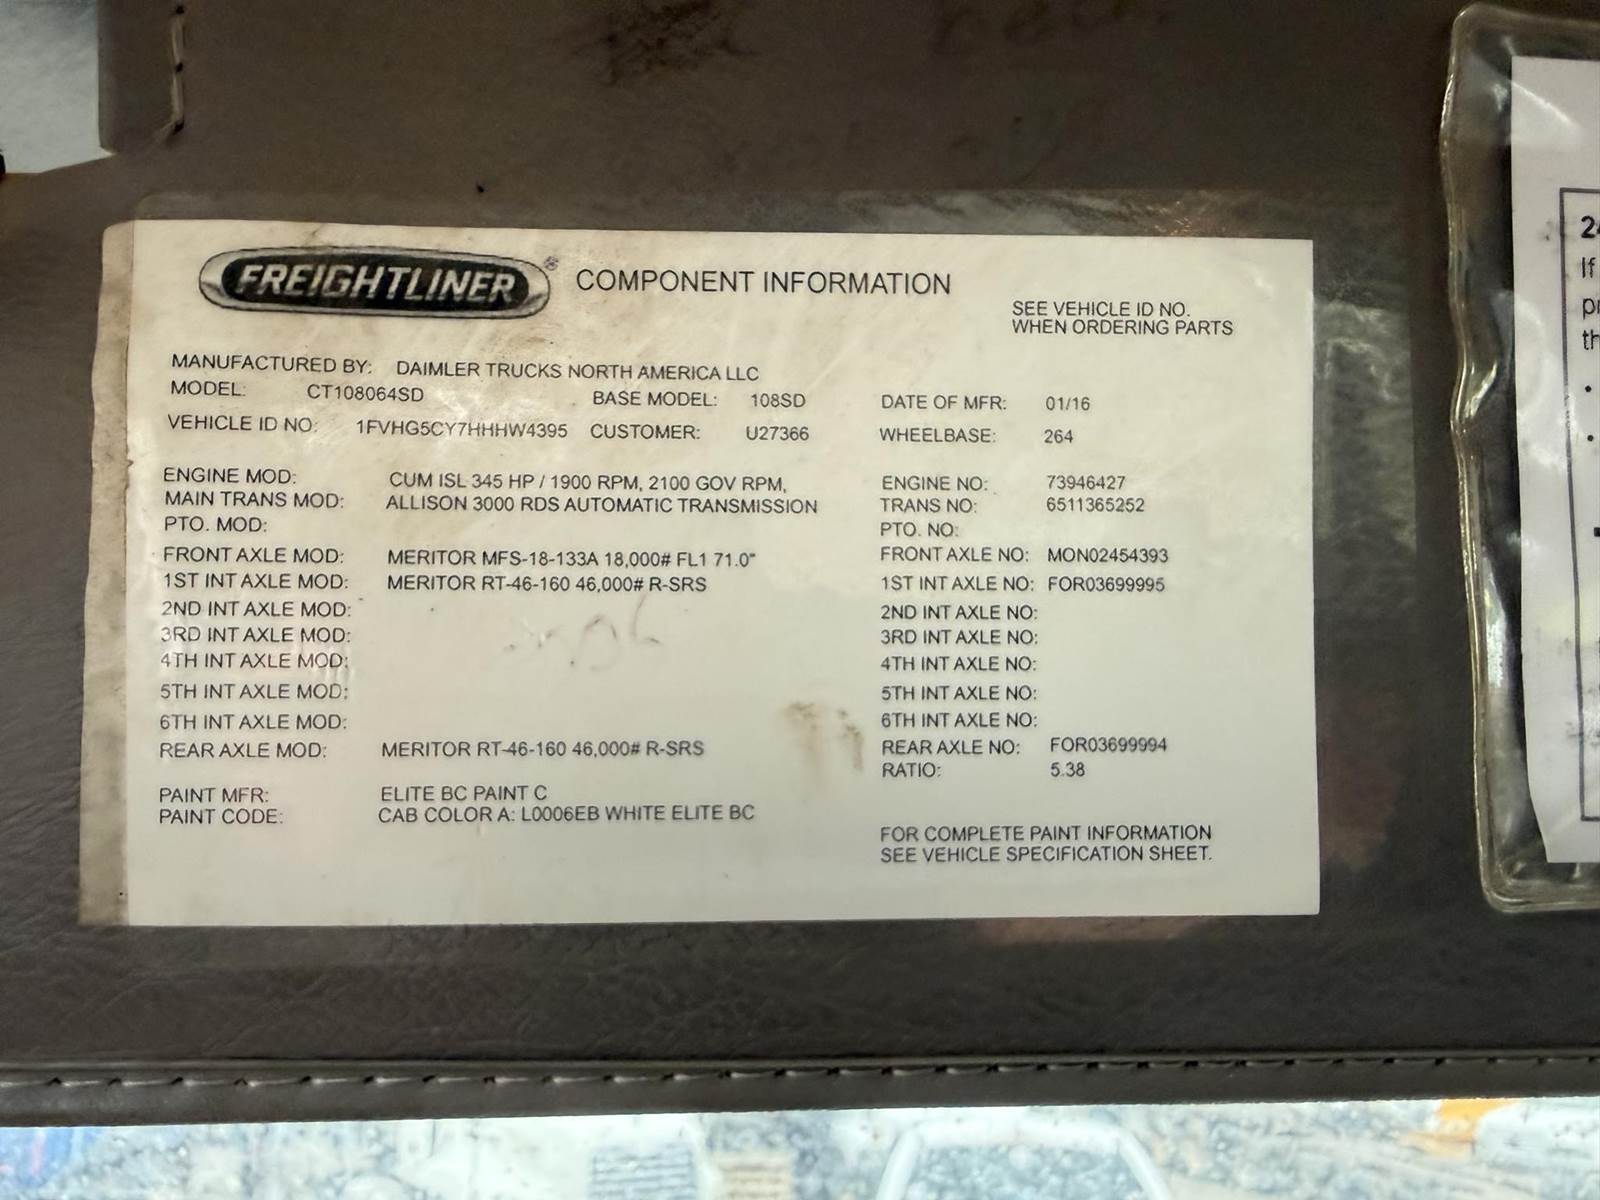 FREIGHTLINER® COMPONENT INFORMATION
SEE VEHICLE ID NO.
WHEN ORDERING PARTS
MANUFACTURED BY: DAIMLER TRUCKS NORTH AMERICA LLC
MODEL: CT108064SD BASE MODEL: 108SD DATE OF MFR: 01/16
VEHICLE ID NO: 1FVHG5CY7HHHW4395 CUSTOMER: U27366 WHEELBASE: 264
ENGINE MOD: CUM ISL 345 HP / 1900 RPM, 2100 GOV RPM, ENGINE NO: 73946427
MAIN TRANS MOD: ALLISON 3000 RDS AUTOMATIC TRANSMISSION TRANS NO: 6511365252
PTO. MOD: PTO. NO:
FRONT AXLE MOD: MERITOR MFS-18-133A 18,000# FL1 71.0" FRONT AXLE NO: MON02454393
1ST INT AXLE MOD: MERITOR RT-46-160 46,000# R-SRS 1ST INT AXLE NO: FOR03699995
2ND INT AXLE MOD: 2ND INT AXLE NO:
3RD INT AXLE MOD: 3RD INT AXLE NO:
4TH INT AXLE MOD: 4TH INT AXLE NO:
5TH INT AXLE MOD: 5TH INT AXLE NO:
6TH INT AXLE MOD: 6TH INT AXLE NO:
REAR AXLE MOD: MERITOR RT-46-160 46,000# R-SRS REAR AXLE NO: FOR03699994
RATIO: 5.38
PAINT MFR: ELITE BC PAINT C
PAINT CODE: CAB COLOR A: L0006EB WHITE ELITE BC
FOR COMPLETE PAINT INFORMATION
SEE VEHICLE SPECIFICATION SHEET.
If